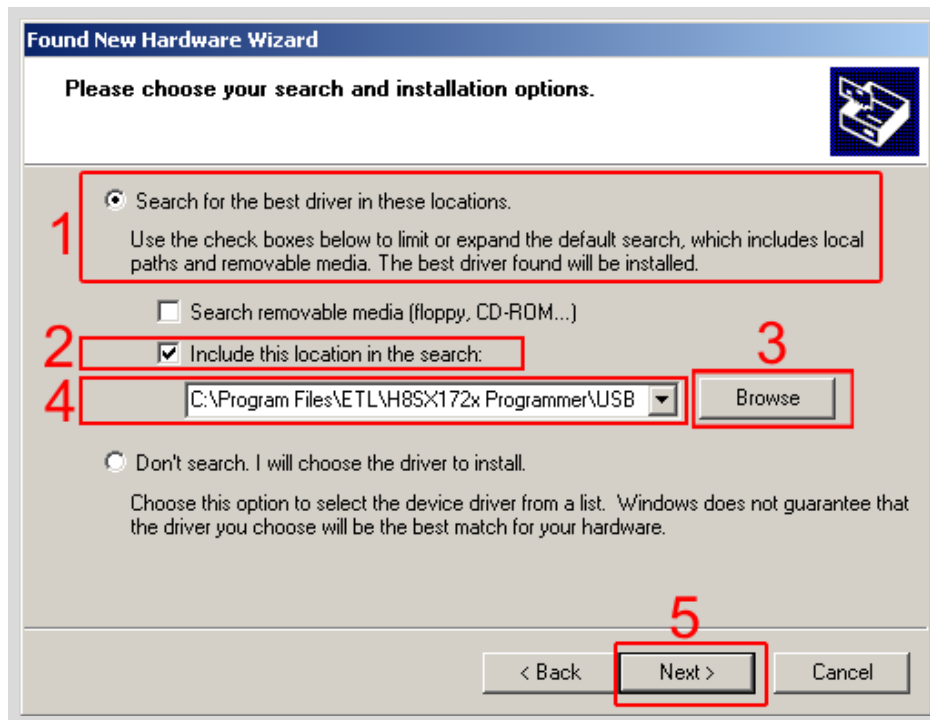 Found New Hardware Wizard
Please choose your search and installation options.
1
Search for the best driver in these locations.
Use the check boxes below to limit or expand the default search, which includes local
paths and removable media. The best driver found will be installed.
Search removable media (floppy, CD-ROM...)
2 Include this location in the search:
3
4 C:\Program Files\ETL\H8SX172x Programmer\USB Browse
Don't search. I will choose the driver to install.
Choose this option to select the device driver from a list. Windows does not guarantee that
the driver you choose will be the best match for your hardware.
5
< Back Next > Cancel